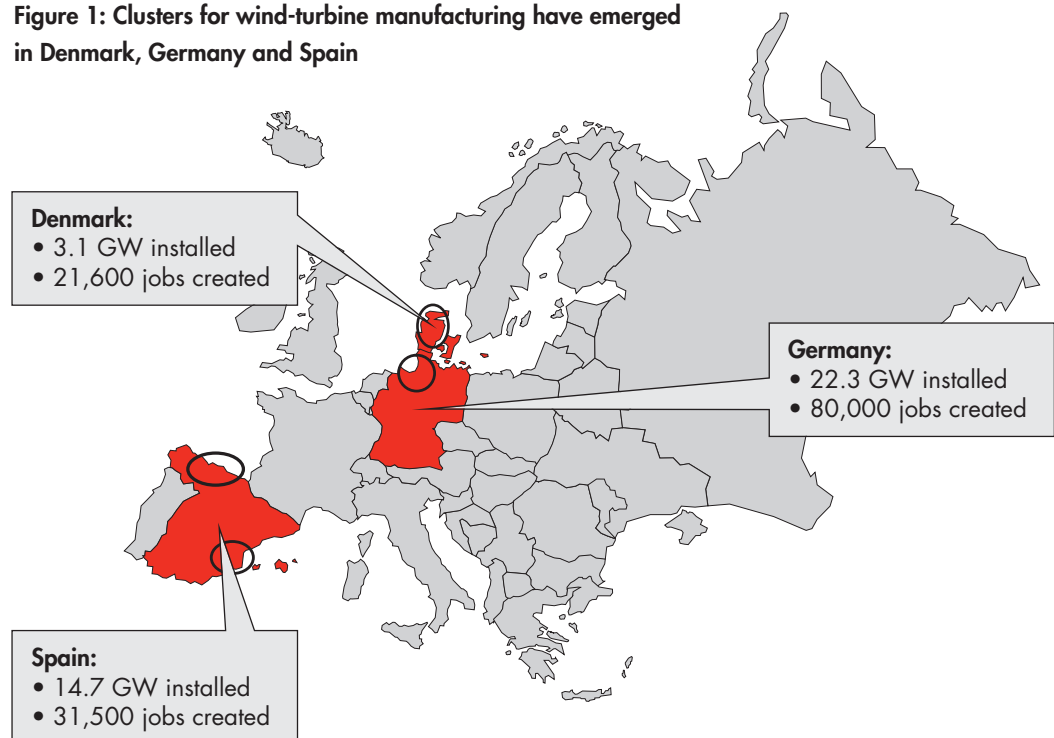 Figure 1: Clusters for wind-turbine manufacturing have emerged
in Denmark, Germany and Spain
Denmark:
• 3.1 GW installed
• 21,600 jobs created
Germany:
• 22.3 GW installed
• 80,000 jobs created
Spain:
• 14.7 GW installed
• 31,500 jobs created